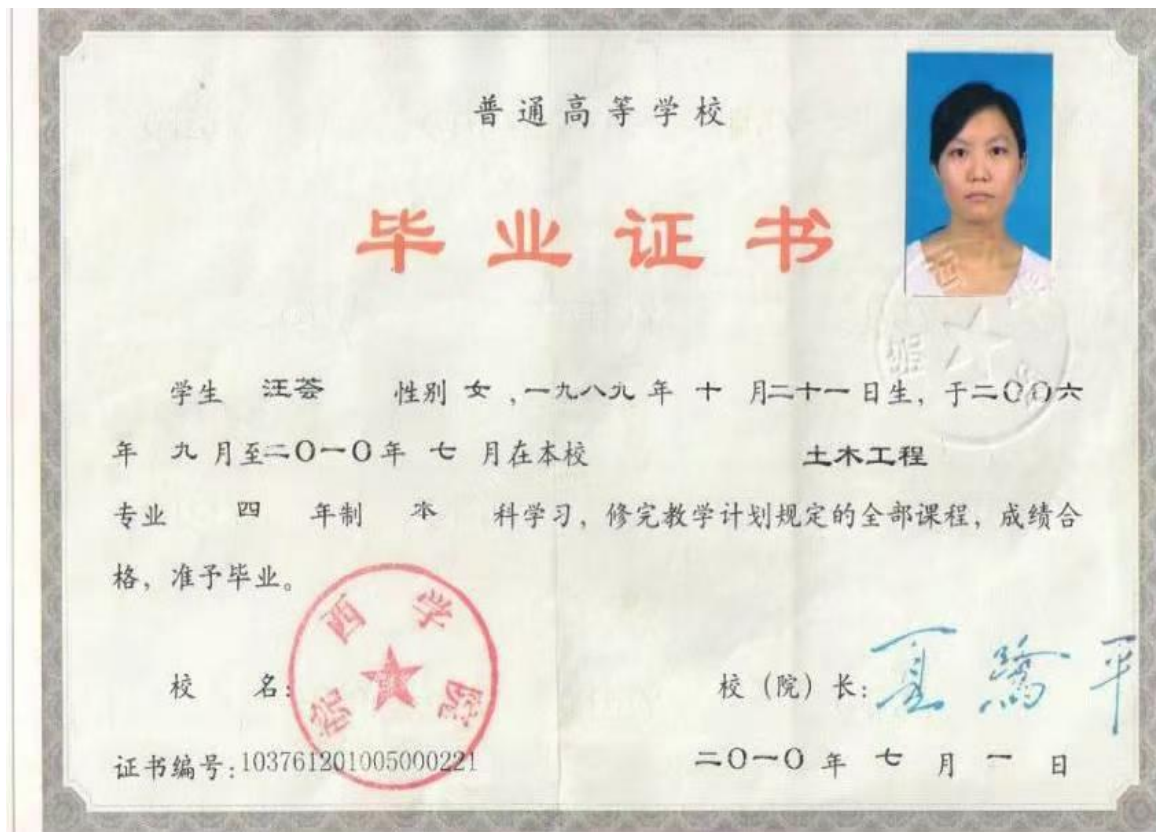 普通高等学校
毕业证书
学生 汪荟 性别 女，一九八九 年 十 月二十一日生，于二〇〇六
年 九 月至二〇一〇年 七 月在本校 土木工程
专业 四 年制 本 科学习，修完教学计划规定的全部课程，成绩合
格，准予毕业。
皖西学院
校 名： 校（院）长：
证书编号：103761201005000221 二〇一〇 年 七 月 一 日